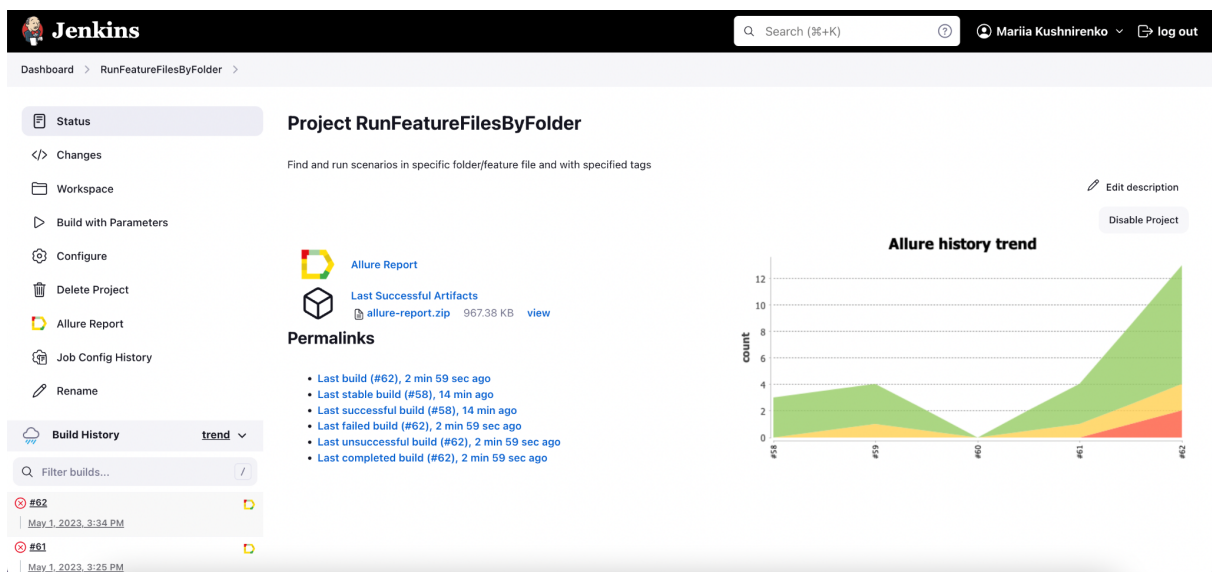 Jenkins
Search (⌘+K)
Mariia Kushnirenko
log out
Dashboard > RunFeatureFilesByFolder >
Status
Changes
Workspace
Build with Parameters
Configure
Delete Project
Allure Report
Job Config History
Rename
Build History
trend
Filter builds...
/
#62
May 1, 2023, 3:34 PM
#61
May 1, 2023, 3:25 PM
Project RunFeatureFilesByFolder
Find and run scenarios in specific folder/feature file and with specified tags
Edit description
Disable Project
Allure Report
Last Successful Artifacts
allure-report.zip 967.38 KB view
Permalinks
• Last build (#62), 2 min 59 sec ago
• Last stable build (#58), 14 min ago
• Last successful build (#58), 14 min ago
• Last failed build (#62), 2 min 59 sec ago
• Last unsuccessful build (#62), 2 min 59 sec ago
• Last completed build (#62), 2 min 59 sec ago
Allure history trend
count
12
10
8
6
4
2
0
#58
#59
#60
#61
#62